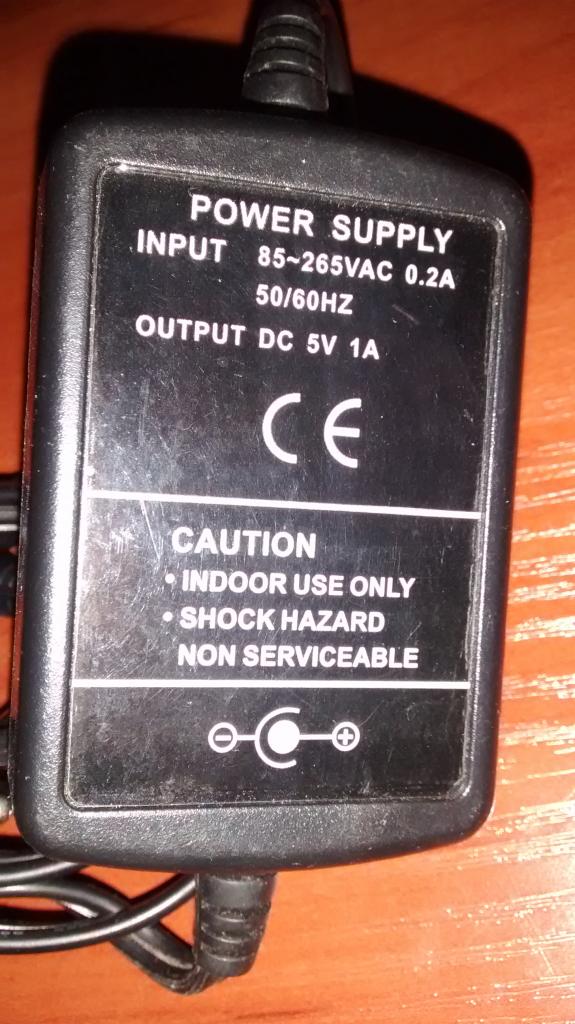 POWER SUPPLY
INPUT 85~265VAC 0.2A
50/60HZ
OUTPUT DC 5V 1A
CE
CAUTION
• INDOOR USE ONLY
• SHOCK HAZARD
NON SERVICEABLE